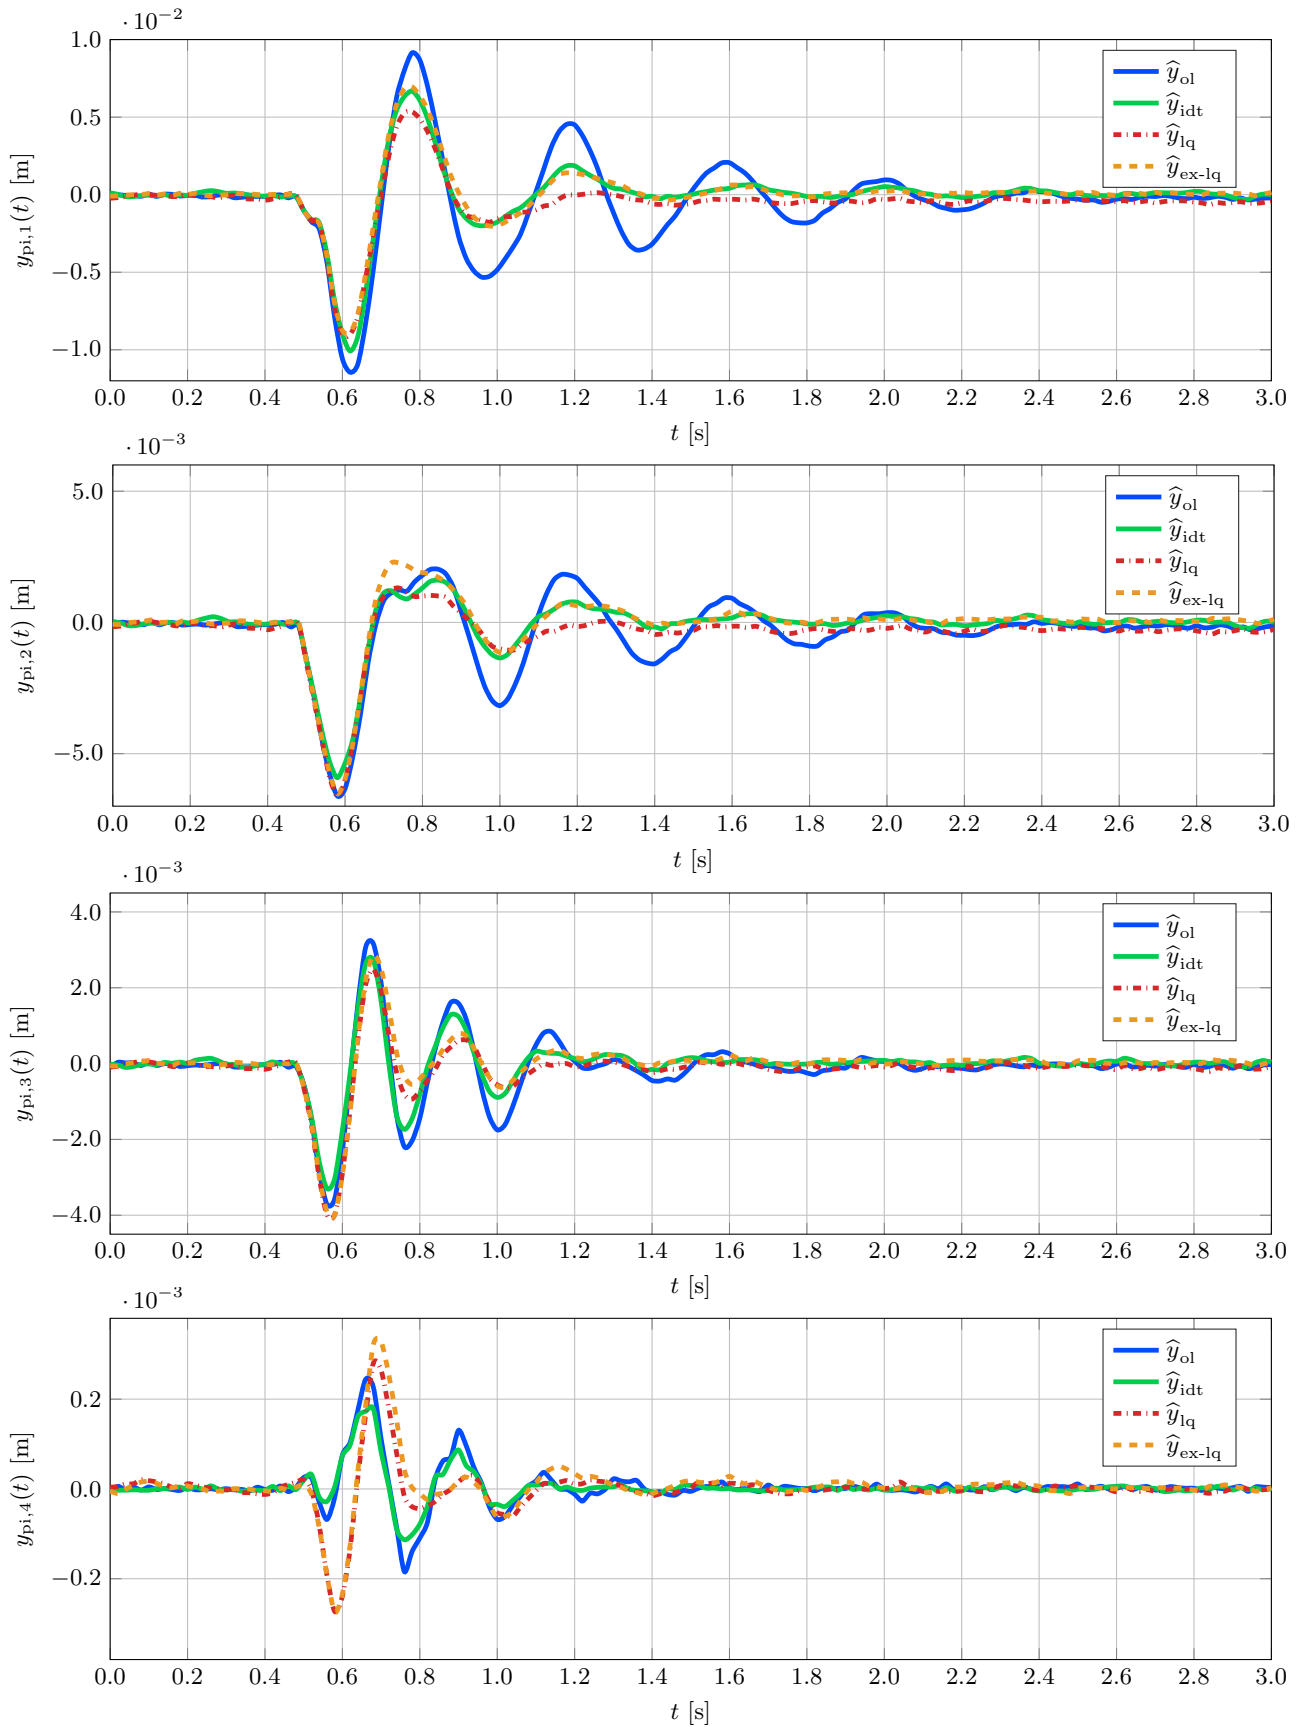 · 10⁻²
1.0
0.5
0.0
−0.5
−1.0
y_pi,1(t) [m]
ŷ_ol
ŷ_idt
ŷ_lq
ŷ_ex-lq
0.0 0.2 0.4 0.6 0.8 1.0 1.2 1.4 1.6 1.8 2.0 2.2 2.4 2.6 2.8 3.0
t [s]
· 10⁻³
5.0
0.0
−5.0
y_pi,2(t) [m]
ŷ_ol
ŷ_idt
ŷ_lq
ŷ_ex-lq
0.0 0.2 0.4 0.6 0.8 1.0 1.2 1.4 1.6 1.8 2.0 2.2 2.4 2.6 2.8 3.0
t [s]
· 10⁻³
4.0
2.0
0.0
−2.0
−4.0
y_pi,3(t) [m]
ŷ_ol
ŷ_idt
ŷ_lq
ŷ_ex-lq
0.0 0.2 0.4 0.6 0.8 1.0 1.2 1.4 1.6 1.8 2.0 2.2 2.4 2.6 2.8 3.0
t [s]
· 10⁻³
0.2
0.0
−0.2
y_pi,4(t) [m]
ŷ_ol
ŷ_idt
ŷ_lq
ŷ_ex-lq
0.0 0.2 0.4 0.6 0.8 1.0 1.2 1.4 1.6 1.8 2.0 2.2 2.4 2.6 2.8 3.0
t [s]